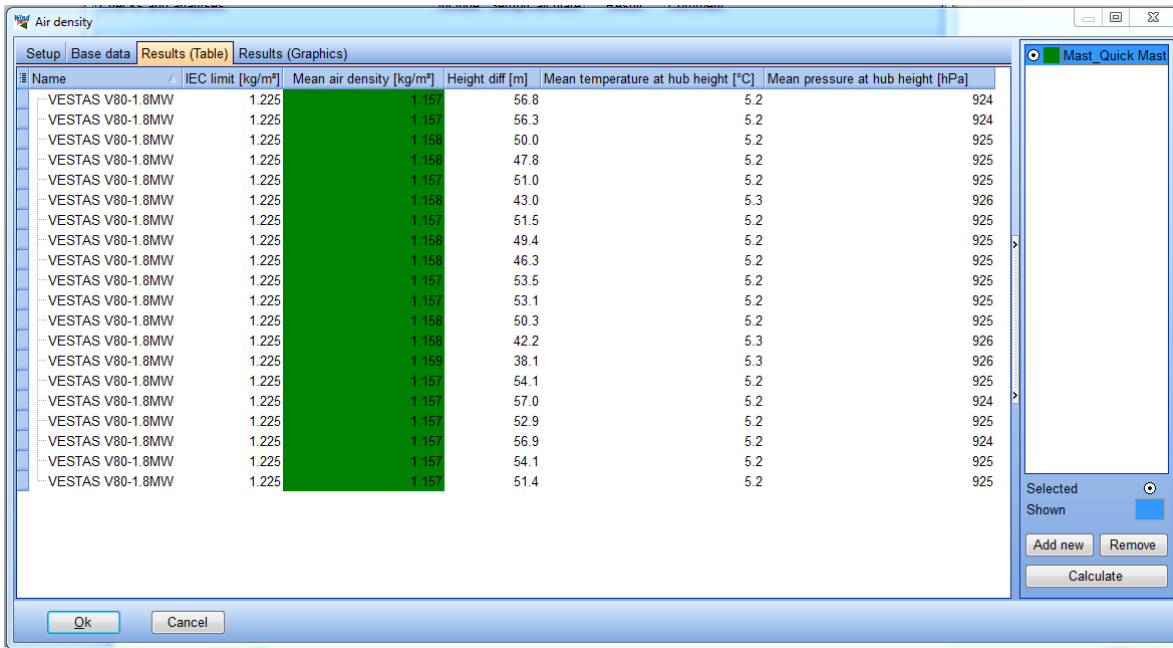 Air density
Setup Base data Results (Table) Results (Graphics)
Name IEC limit [kg/m³] Mean air density [kg/m³] Height diff [m] Mean temperature at hub height [°C] Mean pressure at hub height [hPa]
VESTAS V80-1.8MW 1.225 1.157 56.8 5.2 924
VESTAS V80-1.8MW 1.225 1.157 56.3 5.2 924
VESTAS V80-1.8MW 1.225 1.158 50.0 5.2 925
VESTAS V80-1.8MW 1.225 1.158 47.8 5.2 925
VESTAS V80-1.8MW 1.225 1.157 51.0 5.2 925
VESTAS V80-1.8MW 1.225 1.158 43.0 5.3 926
VESTAS V80-1.8MW 1.225 1.157 51.5 5.2 925
VESTAS V80-1.8MW 1.225 1.158 49.4 5.2 925
VESTAS V80-1.8MW 1.225 1.158 46.3 5.2 925
VESTAS V80-1.8MW 1.225 1.157 53.5 5.2 925
VESTAS V80-1.8MW 1.225 1.157 53.1 5.2 925
VESTAS V80-1.8MW 1.225 1.158 50.3 5.2 925
VESTAS V80-1.8MW 1.225 1.158 42.2 5.3 926
VESTAS V80-1.8MW 1.225 1.159 38.1 5.3 926
VESTAS V80-1.8MW 1.225 1.157 54.1 5.2 925
VESTAS V80-1.8MW 1.225 1.157 57.0 5.2 924
VESTAS V80-1.8MW 1.225 1.157 52.9 5.2 925
VESTAS V80-1.8MW 1.225 1.157 56.9 5.2 924
VESTAS V80-1.8MW 1.225 1.157 54.1 5.2 925
VESTAS V80-1.8MW 1.225 1.157 51.4 5.2 925
Mast_Quick Mast
Selected
Shown
Add new Remove
Calculate
Ok Cancel